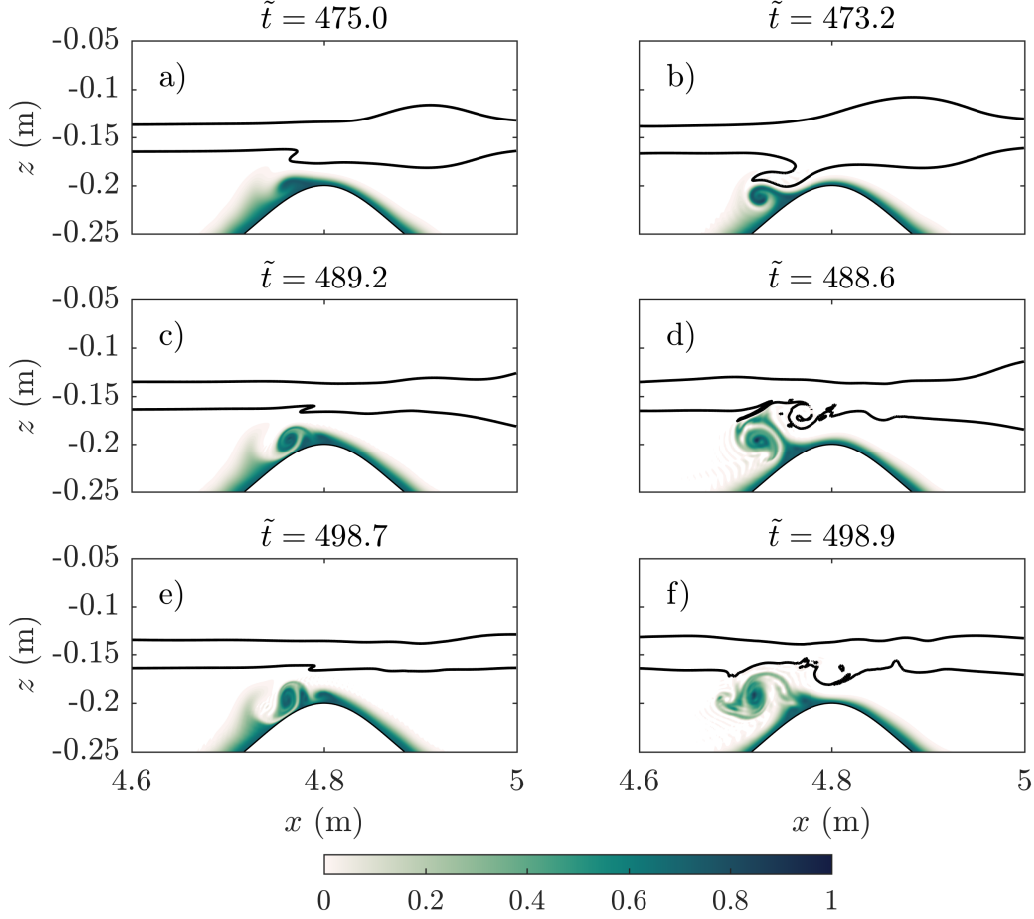 t̃ = 475.0
t̃ = 473.2
-0.05
-0.1
-0.15
-0.2
-0.25
z (m)
a)
b)
t̃ = 489.2
t̃ = 488.6
-0.05
-0.1
-0.15
-0.2
-0.25
z (m)
c)
d)
t̃ = 498.7
t̃ = 498.9
-0.05
-0.1
-0.15
-0.2
-0.25
z (m)
e)
f)
4.6 4.8 5
4.6 4.8 5
x (m)
x (m)
0 0.2 0.4 0.6 0.8 1